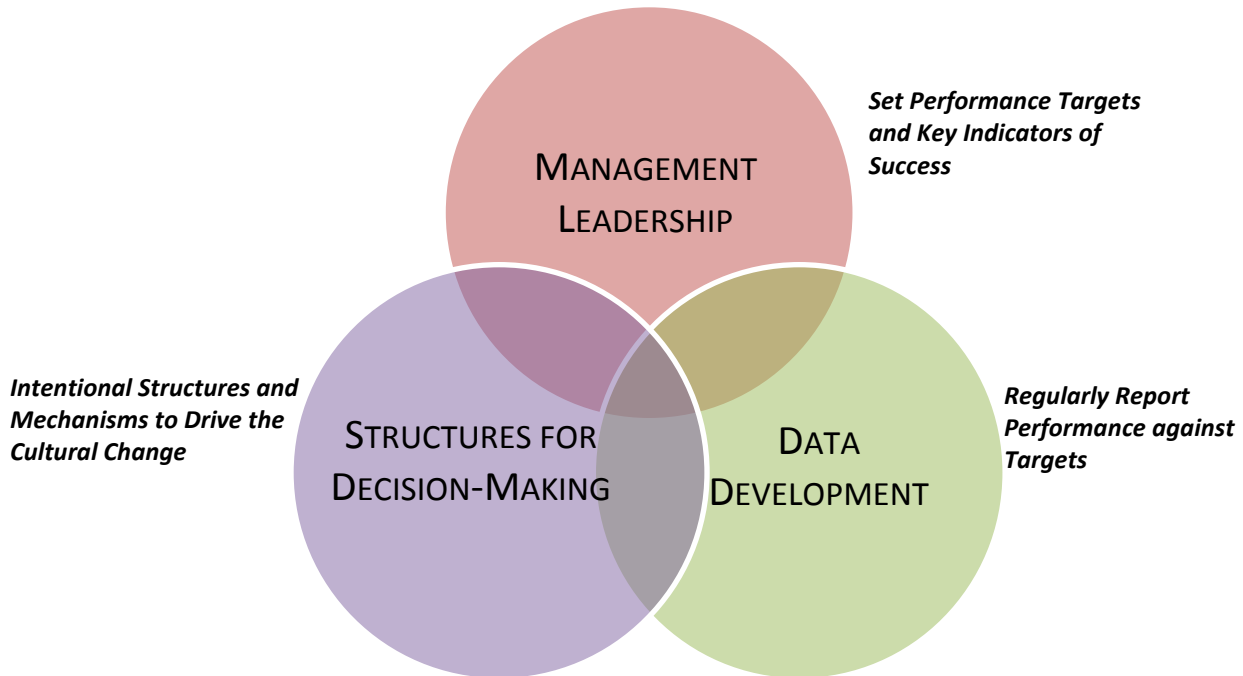 Set Performance Targets
and Key Indicators of
Success
MANAGEMENT
LEADERSHIP
Intentional Structures and
Mechanisms to Drive the
Cultural Change
STRUCTURES FOR
DECISION-MAKING
DATA
DEVELOPMENT
Regularly Report
Performance against
Targets